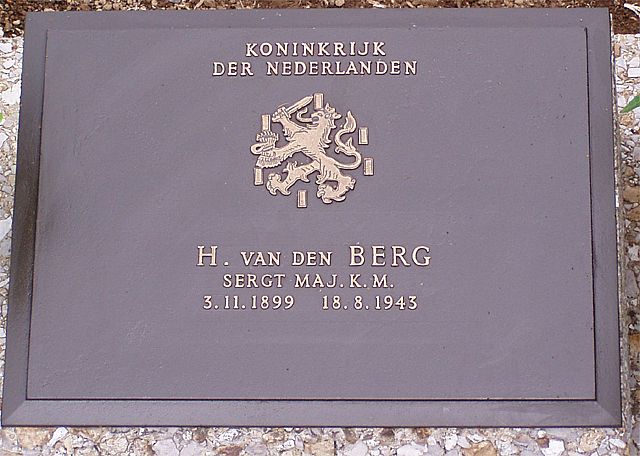 KONINKRIJK
DER NEDERLANDEN
H. VAN DEN BERG
SERGT MAJ. K. M.
3.11.1899 18.8.1943